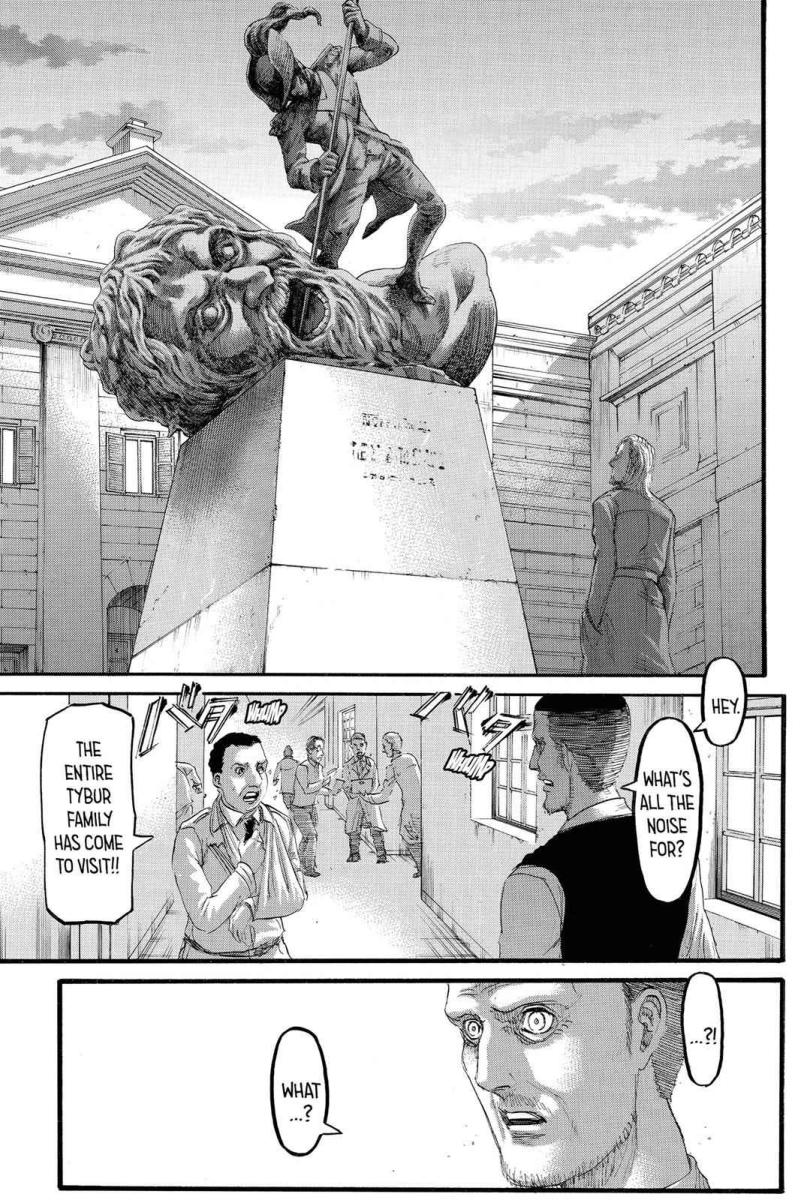 HEY.
WHAT'S
ALL THE
NOISE
FOR?
THE
ENTIRE
TYBUR
FAMILY
HAS COME
TO VISIT!!
...?!
WHAT
...?